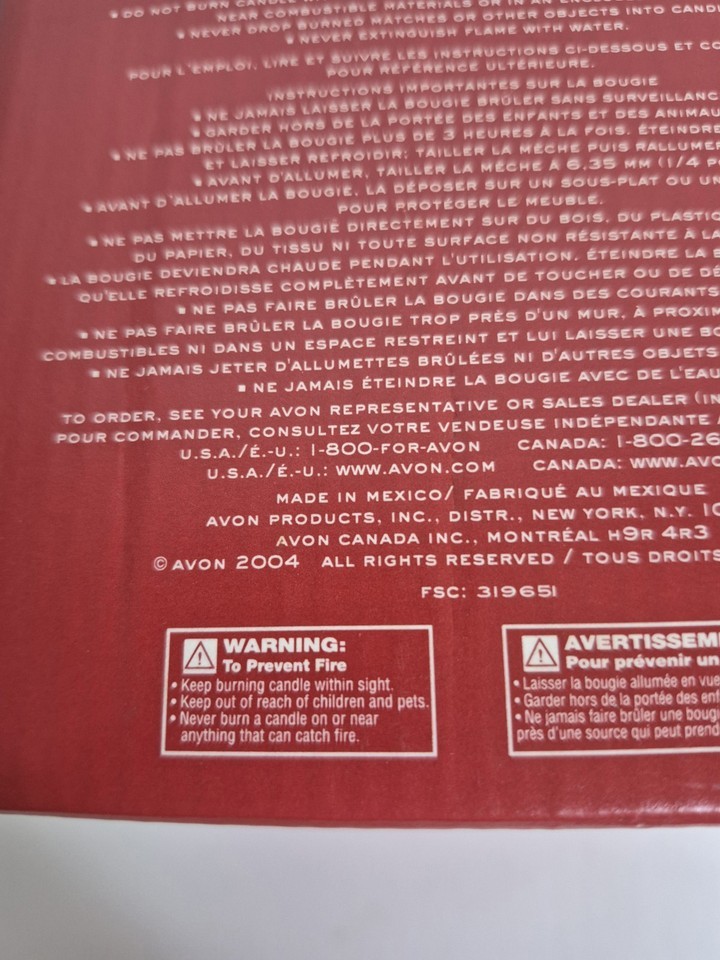 ▪ DO NOT BURN CANDLE
NEAR COMBUSTIBLE MATERIALS OR IN AN
▪ NEVER DROP BURNED MATCHES OR OTHER OBJECTS INTO
▪ NEVER EXTINGUISH FLAME WITH WATER.
POUR L'EMPLOI, LIRE ET SUIVRE LES INSTRUCTIONS CI-DESSOUS ET
POUR RÉFÉRENCE ULTÉRIEURE.
INSTRUCTIONS IMPORTANTES SUR LA BOUGIE
▪ NE JAMAIS LAISSER LA BOUGIE BRÛLER SANS SURVEILLANC
▪ GARDER HORS DE LA PORTÉE DES ENFANTS ET DES ANIMAU
▪ NE PAS BRÛLER LA BOUGIE PLUS DE 3 HEURES À LA FOIS. ÉTEINDRE
ET LAISSER REFROIDIR; TAILLER LA MÈCHE PUIS RALLUMER
▪ AVANT D'ALLUMER, TAILLER LA MÈCHE À 6,35 MM (1/4 P
▪ AVANT D'ALLUMER LA BOUGIE, LA DÉPOSER SUR UN SOUS-PLAT OU UN
POUR PROTÉGER LE MEUBLE.
▪ NE PAS METTRE LA BOUGIE DIRECTEMENT SUR DU BOIS, DU PLASTIQ
DU PAPIER, DU TISSU NI TOUTE SURFACE NON RÉSISTANTE À LA
▪ LA BOUGIE DEVIENDRA CHAUDE PENDANT L'UTILISATION. ÉTEINDRE LA
QU'ELLE REFROIDISSE COMPLÈTEMENT AVANT DE TOUCHER OU DE
▪ NE PAS FAIRE BRÛLER LA BOUGIE DANS DES COURANTS
▪ NE PAS FAIRE BRÛLER LA BOUGIE TROP PRÈS D'UN MUR, À PROXIM
COMBUSTIBLES NI DANS UN ESPACE RESTREINT ET LUI LAISSER UNE BO
▪ NE JAMAIS JETER D'ALLUMETTES BRÛLÉES NI D'AUTRES OBJETS
▪ NE JAMAIS ÉTEINDRE LA BOUGIE AVEC DE L'EAU
TO ORDER, SEE YOUR AVON REPRESENTATIVE OR SALES DEALER (IN
POUR COMMANDER, CONSULTEZ VOTRE VENDEUSE INDÉPENDANTE
U.S.A./É.-U.: 1-800-FOR-AVON CANADA: 1-800-26
U.S.A./É.-U.: WWW.AVON.COM CANADA: WWW.AVO
MADE IN MEXICO/ FABRIQUÉ AU MEXIQUE
AVON PRODUCTS, INC., DISTR., NEW YORK, N.Y. 10
AVON CANADA INC., MONTRÉAL H9R 4R3
© AVON 2004 ALL RIGHTS RESERVED / TOUS DROITS
FSC: 319651
WARNING:
To Prevent Fire
• Keep burning candle within sight.
• Keep out of reach of children and pets.
• Never burn a candle on or near
anything that can catch fire.
AVERTISSEM
Pour prévenir un
• Laisser la bougie allumée en vue
• Garder hors de la portée des enf
• Ne jamais faire brûler une boug
près d'une source qui peut prend